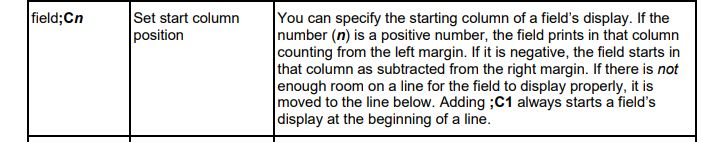 field;Cn
Set start column
position
You can specify the starting column of a field’s display. If the
number (n) is a positive number, the field prints in that column
counting from the left margin. If it is negative, the field starts in
that column as subtracted from the right margin. If there is not
enough room on a line for the field to display properly, it is
moved to the line below. Adding ;C1 always starts a field’s
display at the beginning of a line.